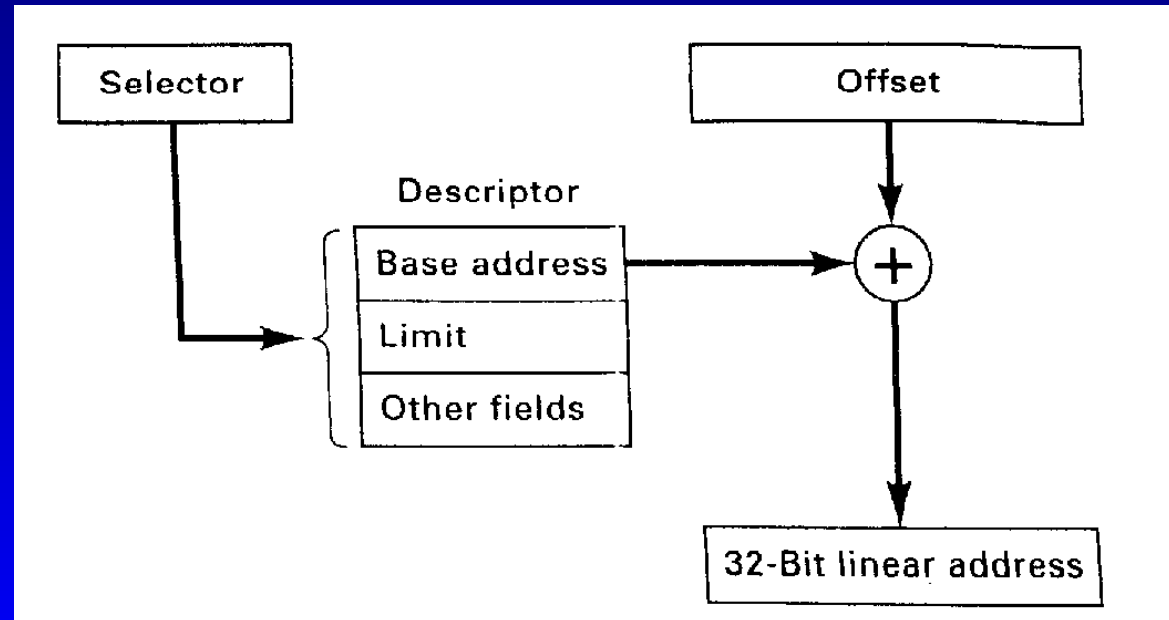 Selector
Offset
Descriptor
Base address
+
Limit
Other fields
32-Bit linear address